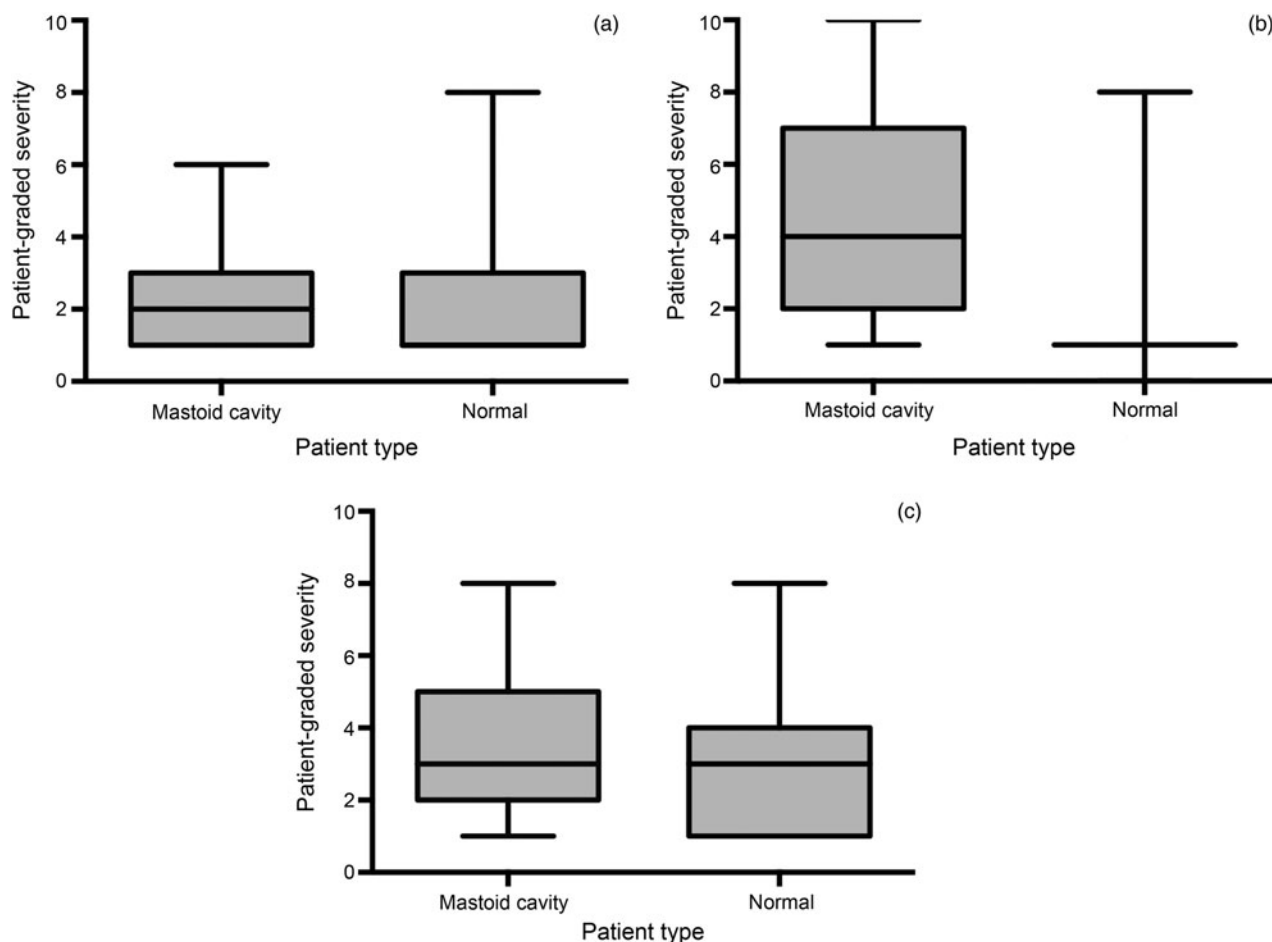 (a)
Patient-graded severity
10
8
6
4
2
0
Mastoid cavity Normal
Patient type
(b)
Patient-graded severity
10
8
6
4
2
0
Mastoid cavity Normal
Patient type
(c)
Patient-graded severity
10
8
6
4
2
0
Mastoid cavity Normal
Patient type